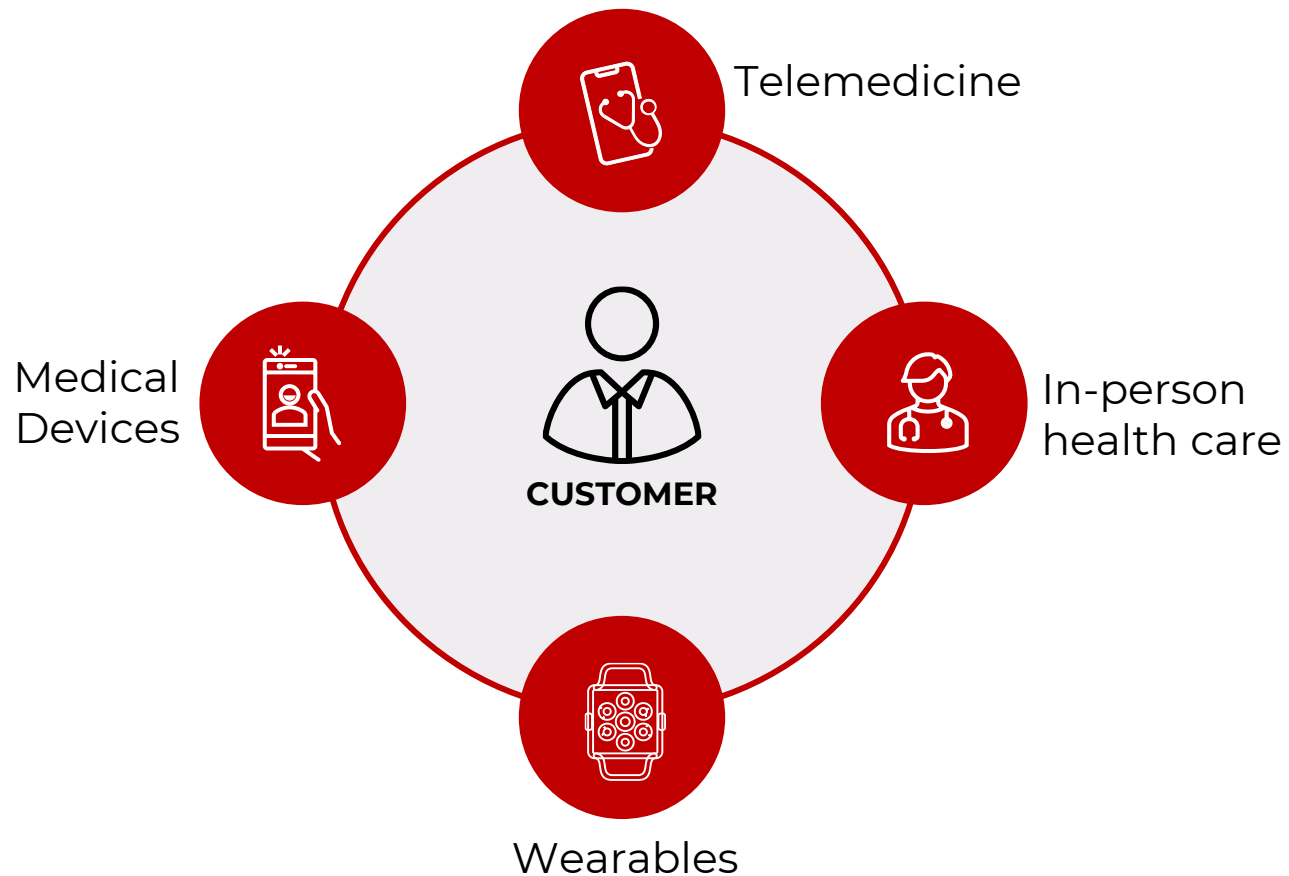 Telemedicine
Medical
Devices
In-person
health care
CUSTOMER
Wearables